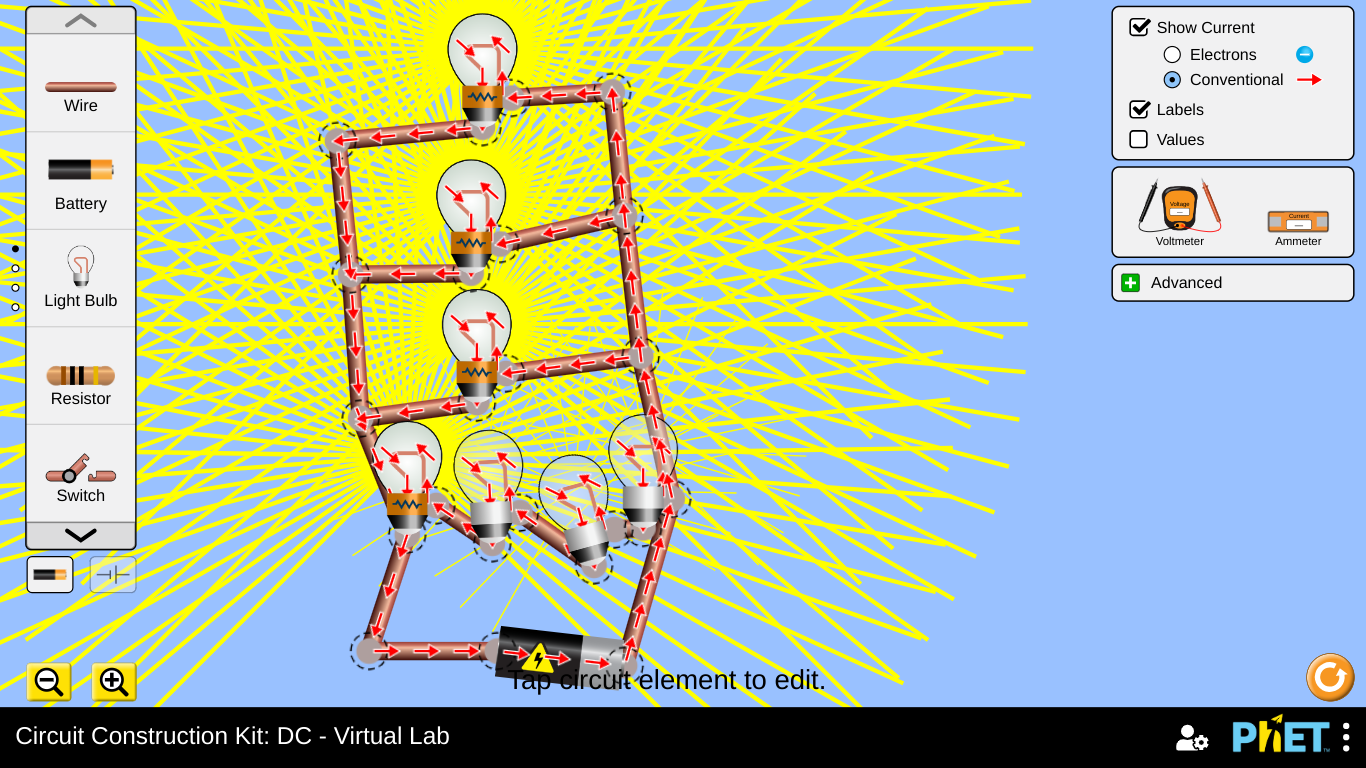 Wire
Battery
Light Bulb
Resistor
Switch
Show Current
Electrons
Conventional
Labels
Values
Voltage
Voltmeter
Current
Ammeter
Advanced
Tap circuit element to edit.
Circuit Construction Kit: DC - Virtual Lab
PhET